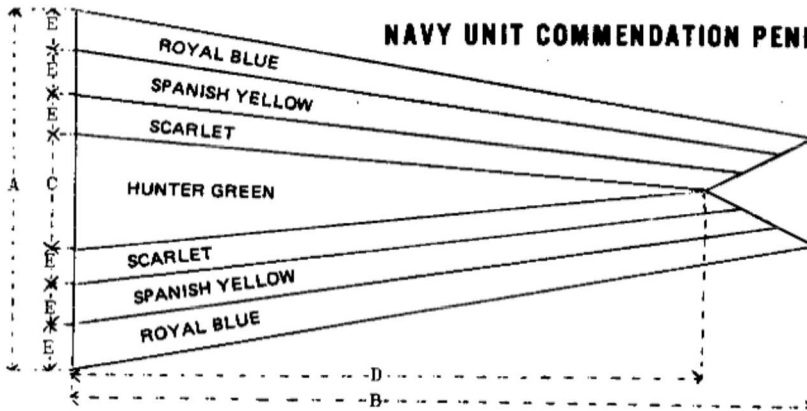 NAVY UNIT COMMENDATION PEN
E
ROYAL BLUE
E
SPANISH YELLOW
E
SCARLET
A
C
HUNTER GREEN
E
SCARLET
E
SPANISH YELLOW
E
ROYAL BLUE
D
B